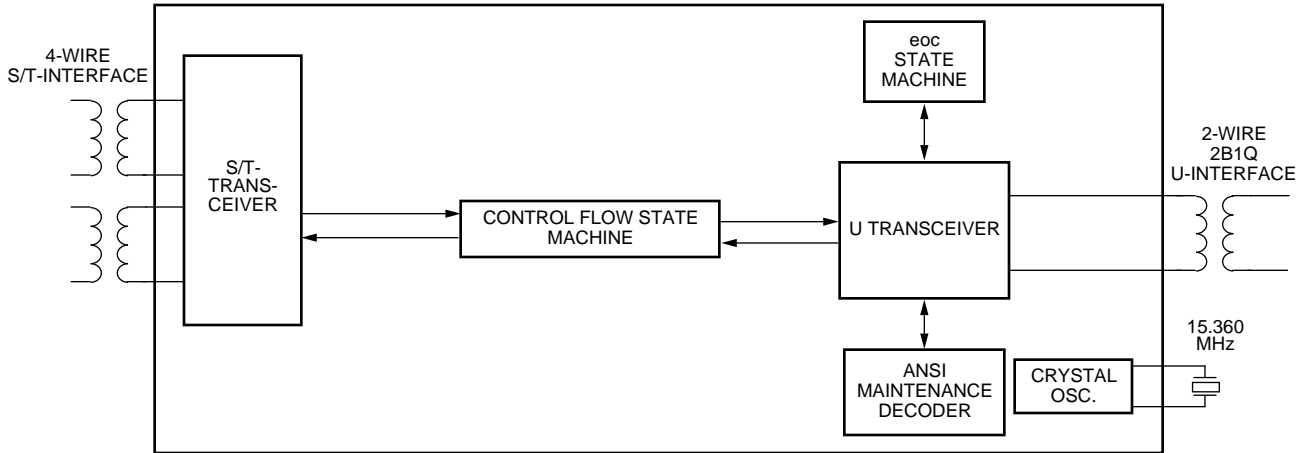 4-WIRE
S/T-INTERFACE
S/T-
TRANS-
CEIVER
CONTROL FLOW STATE
MACHINE
eoc
STATE
MACHINE
U TRANSCEIVER
ANSI
MAINTENANCE
DECODER
CRYSTAL
OSC.
2-WIRE
2B1Q
U-INTERFACE
15.360
MHz